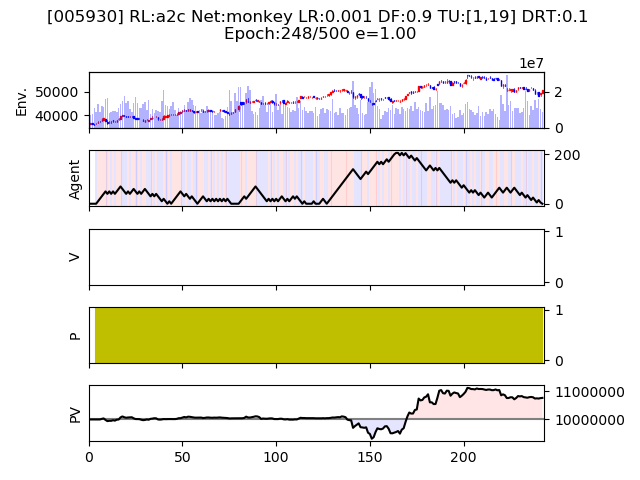 [005930] RL:a2c Net:monkey LR:0.001 DF:0.9 TU:[1,19] DRT:0.1
Epoch:248/500 e=1.00
1e7
Env.
50000
40000
2
0
Agent
200
0
V
1
0
P
1
0
PV
11000000
10000000
0 50 100 150 200